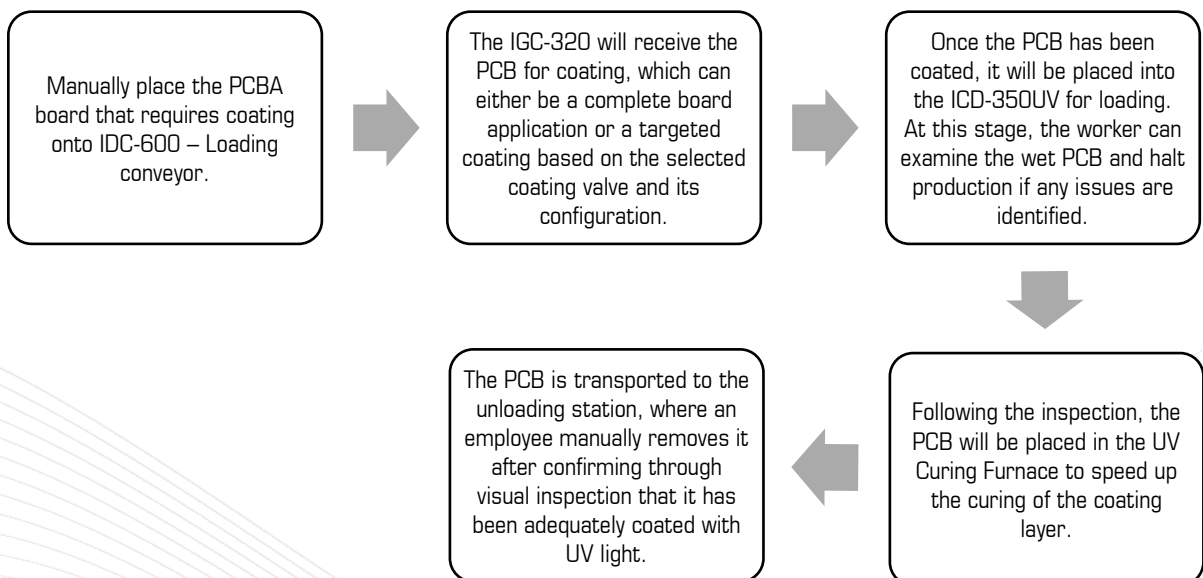 Manually place the PCBA
board that requires coating
onto IDC-600 – Loading
conveyor.
The IGC-320 will receive the
PCB for coating, which can
either be a complete board
application or a targeted
coating based on the selected
coating valve and its
configuration.
Once the PCB has been
coated, it will be placed into
the ICD-350UV for loading.
At this stage, the worker can
examine the wet PCB and halt
production if any issues are
identified.
Following the inspection, the
PCB will be placed in the UV
Curing Furnace to speed up
the curing of the coating
layer.
The PCB is transported to the
unloading station, where an
employee manually removes it
after confirming through
visual inspection that it has
been adequately coated with
UV light.